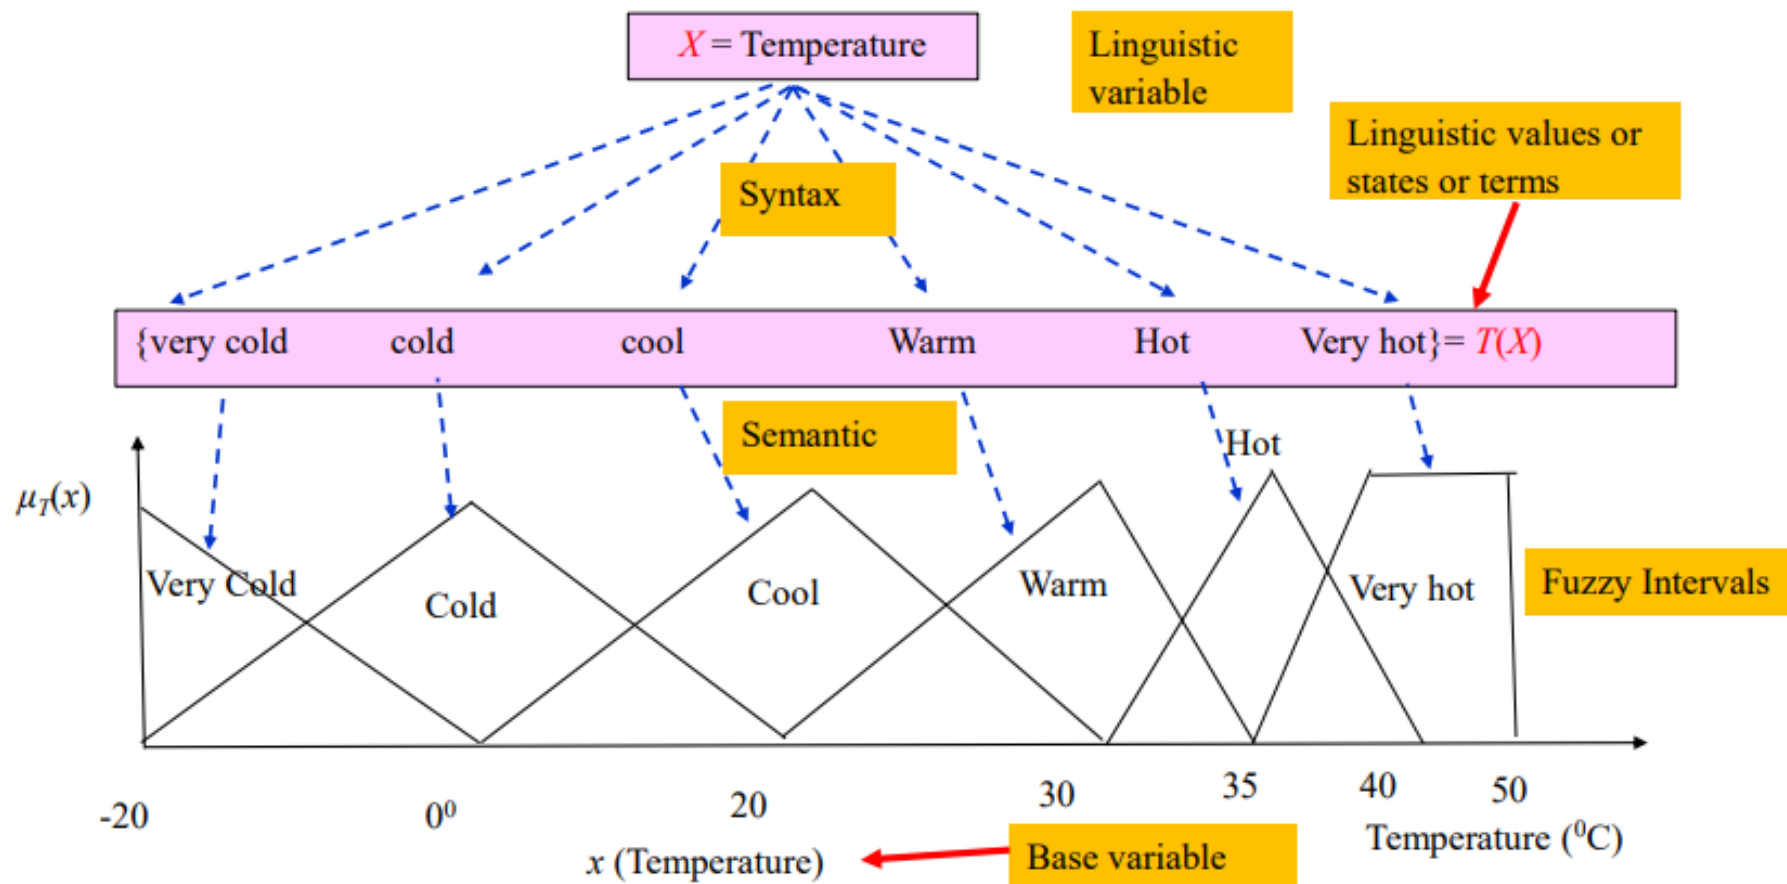 X = Temperature
Linguistic
variable
Linguistic values or
states or terms
Syntax
{very cold cold cool Warm Hot Very hot}= T(X)
Semantic
Hot
μT(x)
Very Cold
Cold
Cool
Warm
Very hot
Fuzzy Intervals
-20 0⁰ 20 30 35 40 50
Temperature (⁰C)
x (Temperature)
Base variable